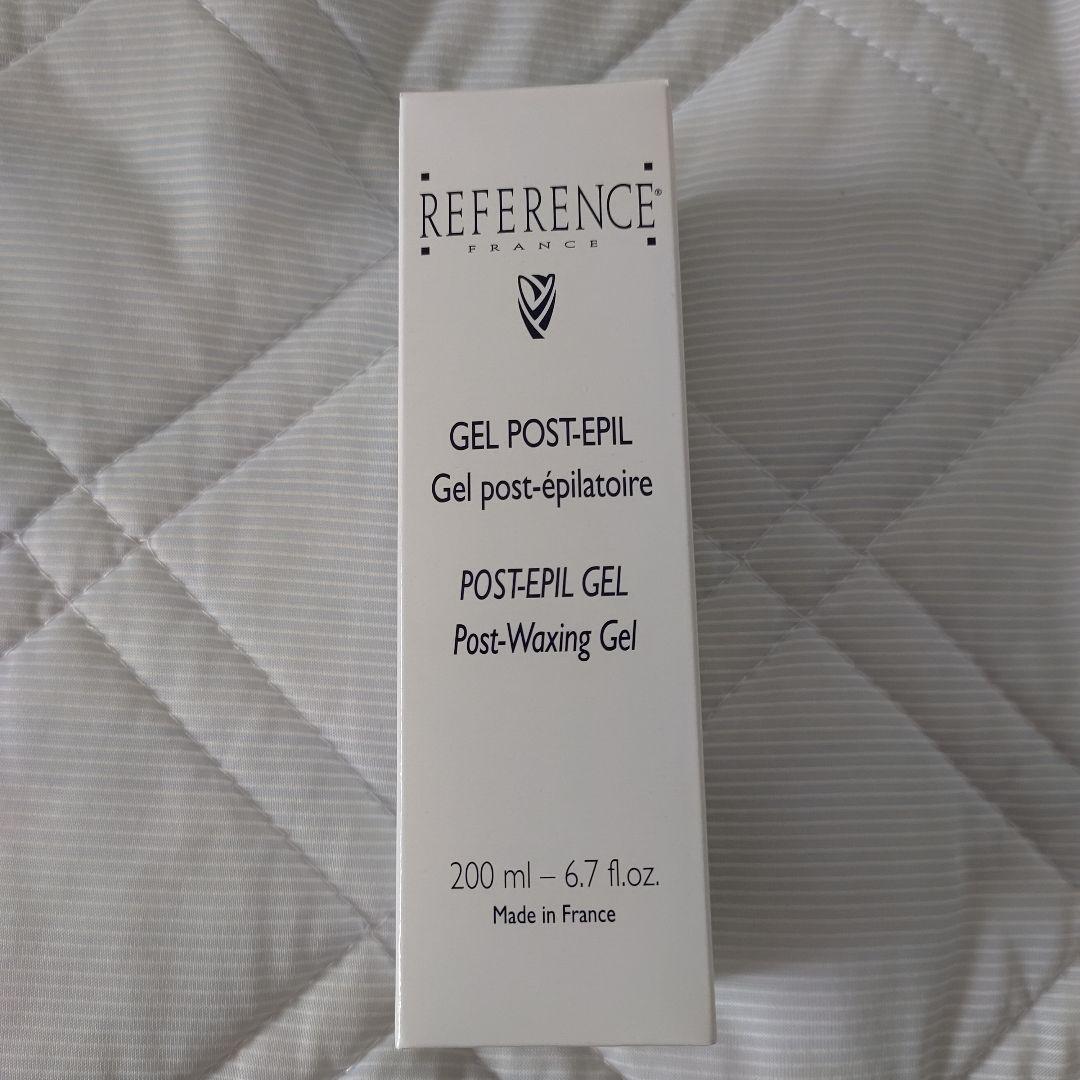 REFERENCE®
FRANCE
GEL POST-EPIL
Gel post-épilatoire
POST-EPIL GEL
Post-Waxing Gel
200 ml – 6.7 fl.oz.
Made in France